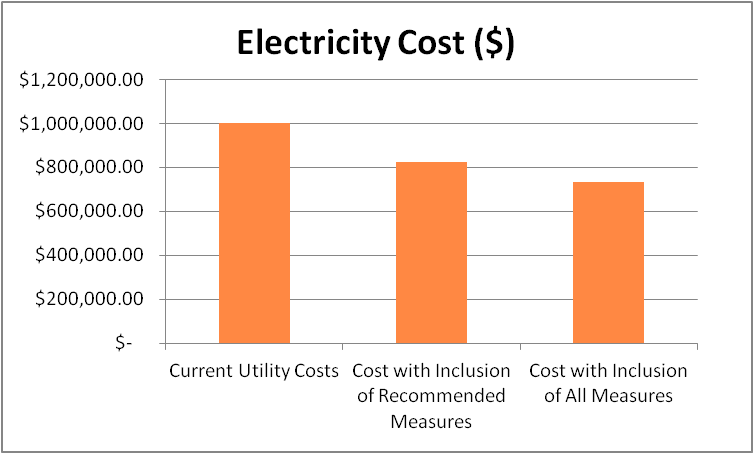 Electricity Cost ($)
$1,200,000.00
$1,000,000.00
$800,000.00
$600,000.00
$400,000.00
$200,000.00
$-
Current Utility Costs
Cost with Inclusion
of Recommended
Measures
Cost with Inclusion
of All Measures